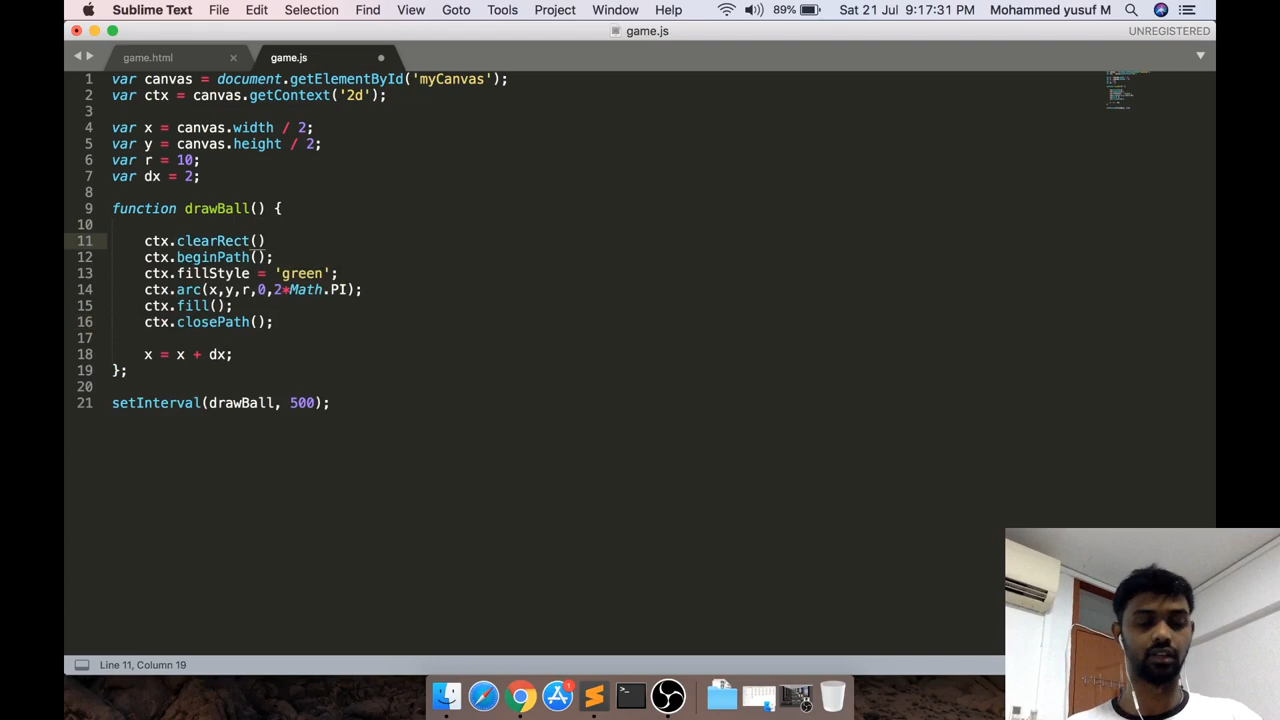 Sublime Text File Edit Selection Find View Goto Tools Project Window Help 89% Sat 21 Jul 9:17:31 PM Mohammed yusuf M
game.js UNREGISTERED
game.html game.js
1 var canvas = document.getElementById('myCanvas');
2 var ctx = canvas.getContext('2d');
3
4 var x = canvas.width / 2;
5 var y = canvas.height / 2;
6 var r = 10;
7 var dx = 2;
8
9 function drawBall() {
10
11 ctx.clearRect()
12 ctx.beginPath();
13 ctx.fillStyle = 'green';
14 ctx.arc(x,y,r,0,2*Math.PI);
15 ctx.fill();
16 ctx.closePath();
17
18 x = x + dx;
19 };
20
21 setInterval(drawBall, 500);
Line 11, Column 19